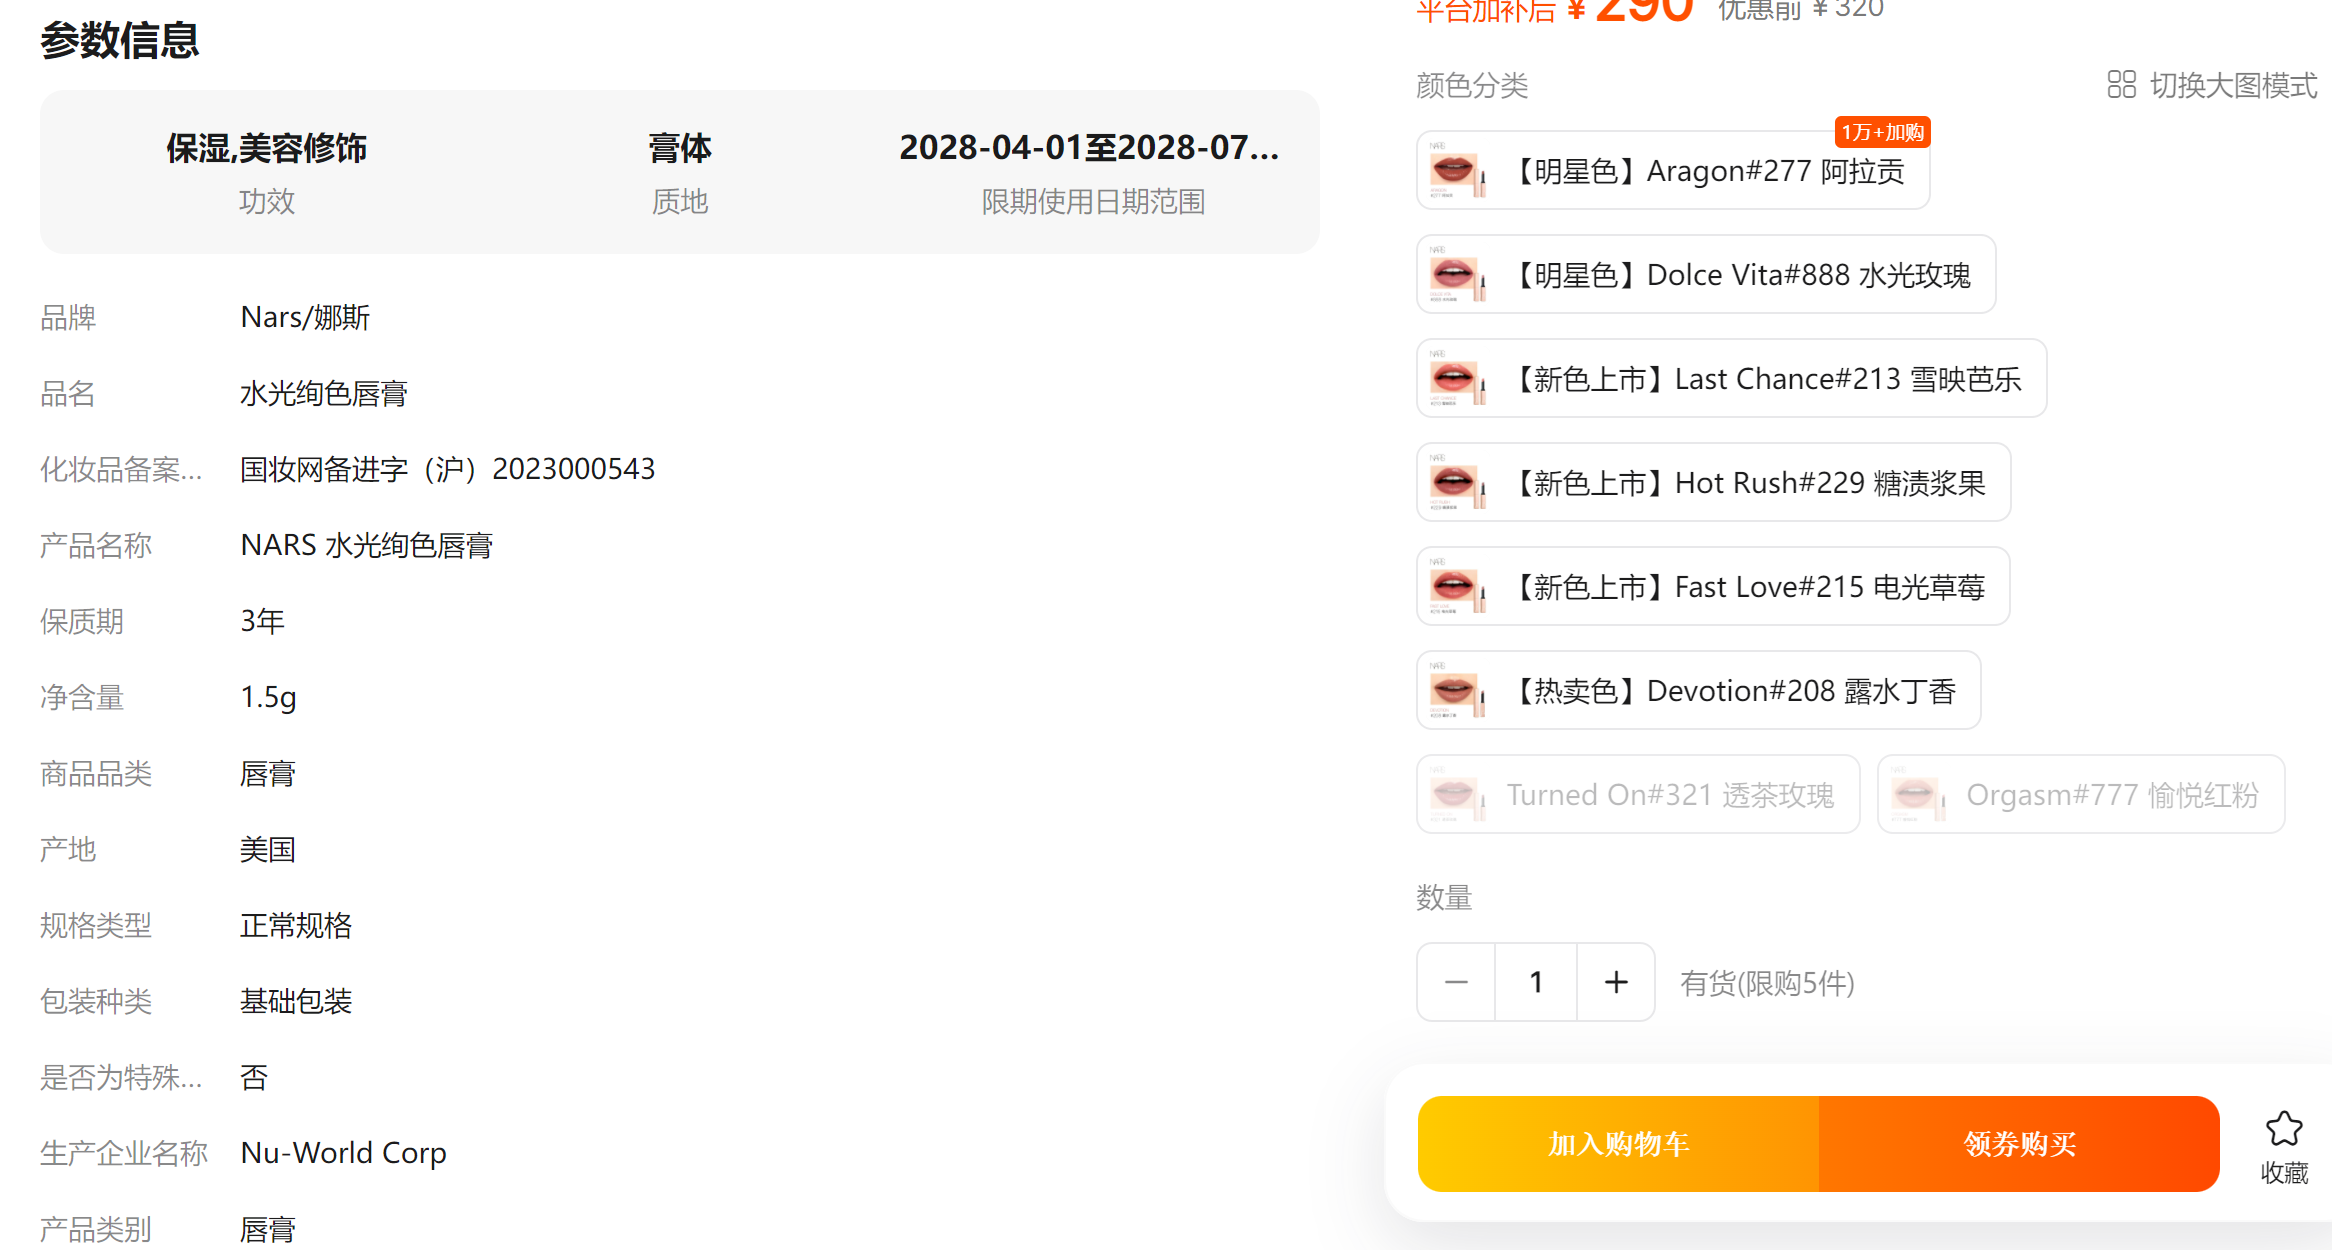 参数信息
保湿,美容修饰
功效
膏体
质地
2028-04-01至2028-07...
限期使用日期范围
品牌 Nars/娜斯
品名 水光绚色唇膏
化妆品备案... 国妆网备进字（沪）2023000543
产品名称 NARS 水光绚色唇膏
保质期 3年
净含量 1.5g
商品品类 唇膏
产地 美国
规格类型 正常规格
包装种类 基础包装
是否为特殊... 否
生产企业名称 Nu-World Corp
产品类别 唇膏
平台加补后 ¥ 290 优惠前 ¥ 320
颜色分类
切换大图模式
1万+加购
【明星色】Aragon#277 阿拉贡
【明星色】Dolce Vita#888 水光玫瑰
【新色上市】Last Chance#213 雪映芭乐
【新色上市】Hot Rush#229 糖渍浆果
【新色上市】Fast Love#215 电光草莓
【热卖色】Devotion#208 露水丁香
Turned On#321 透茶玫瑰
Orgasm#777 愉悦红粉
数量
1
有货(限购5件)
加入购物车
领券购买
收藏